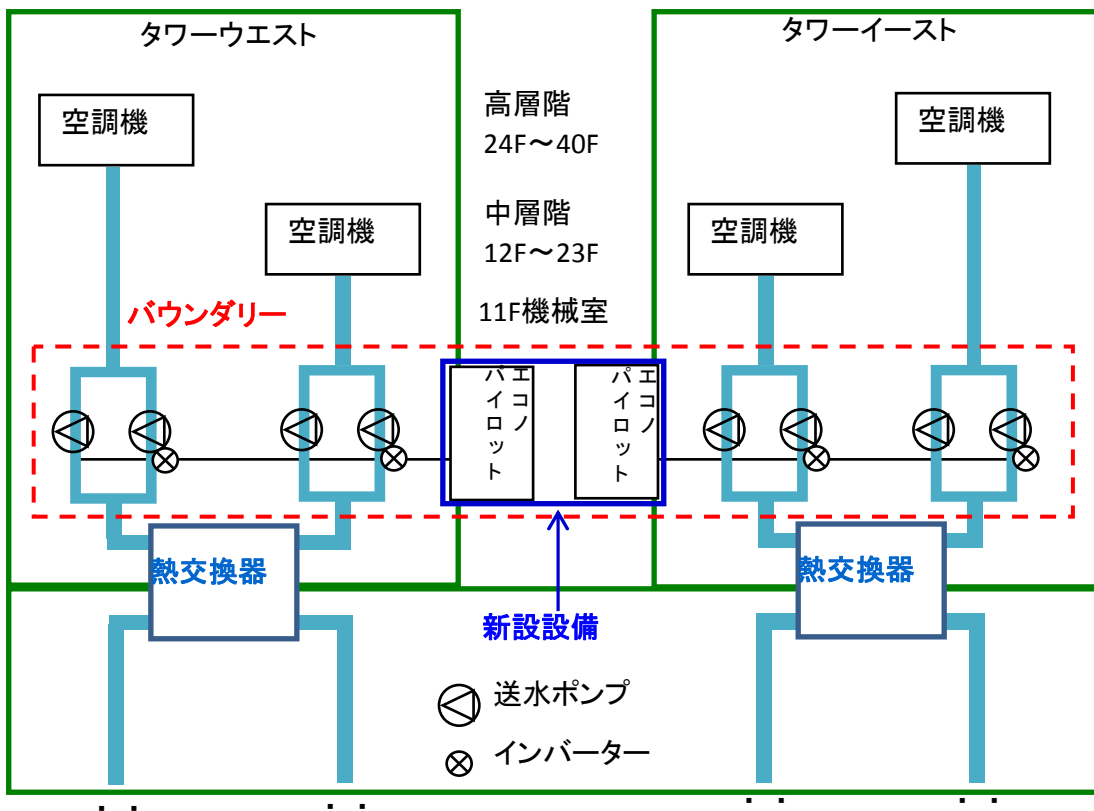 タワーウエスト
タワーイースト
空調機
高層階
24F～40F
空調機
空調機
中層階
12F～23F
空調機
バウンダリー
11F機械室
エコノ
パイロット
エコノ
パイロット
熱交換器
熱交換器
新設設備
送水ポンプ
インバーター